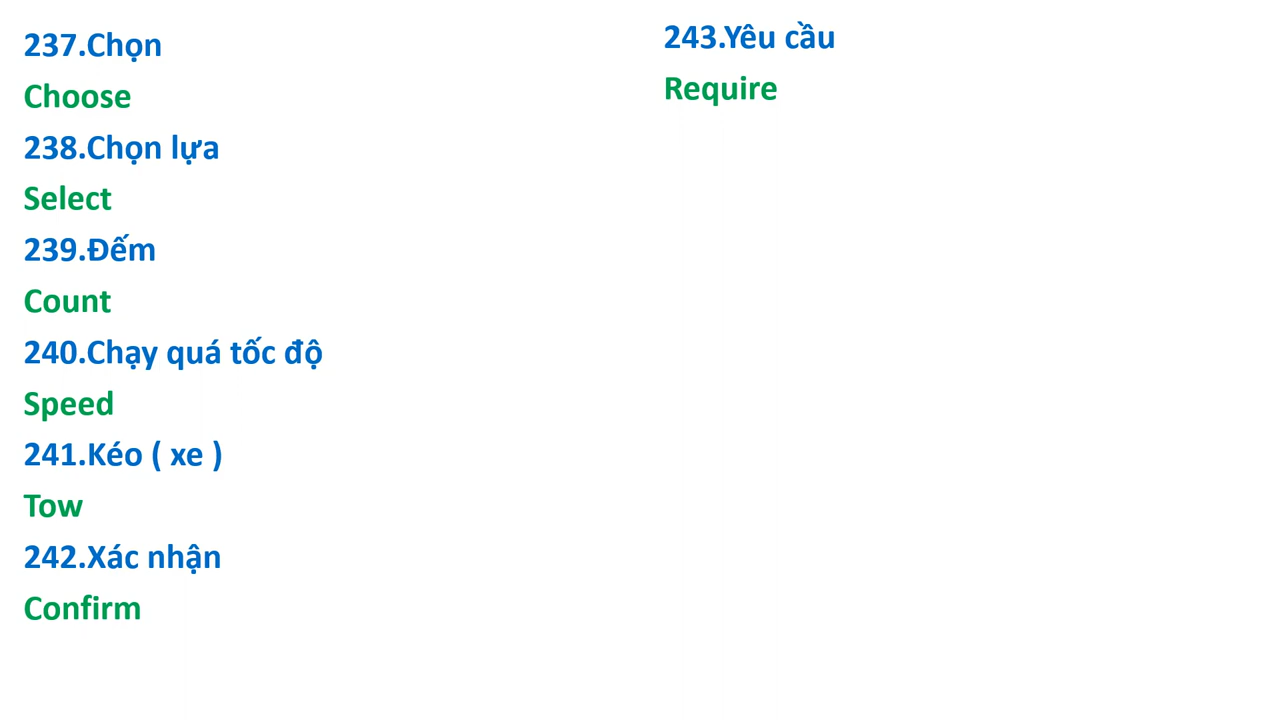 237.Chọn
Choose
238.Chọn lựa
Select
239.Đếm
Count
240.Chạy quá tốc độ
Speed
241.Kéo ( xe )
Tow
242.Xác nhận
Confirm
243.Yêu cầu
Require